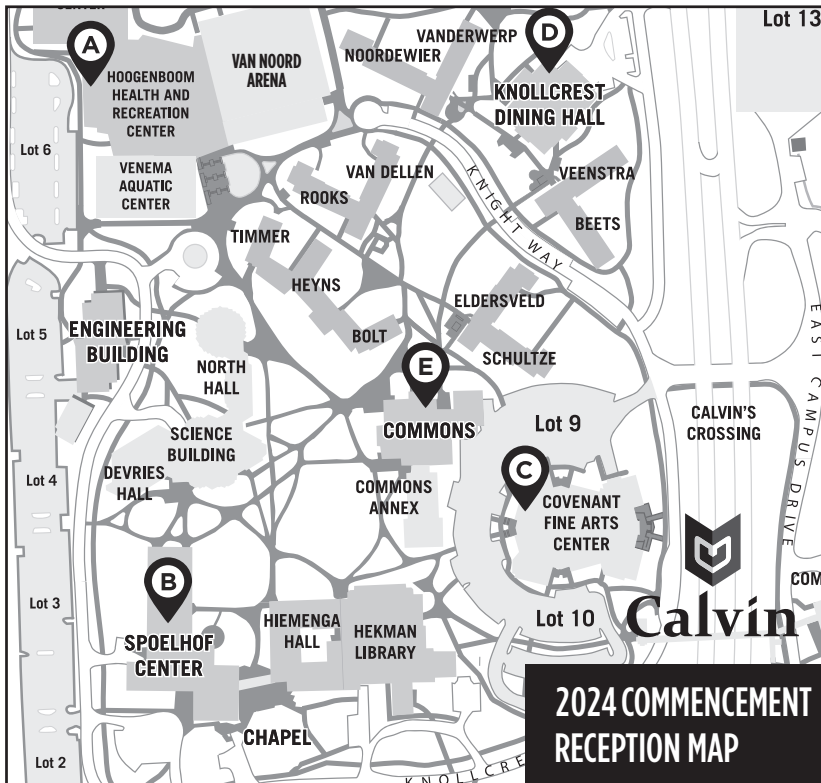 CENTER
A
HOOGENBOOM
HEALTH AND
RECREATION
CENTER
VAN NOORD
ARENA
NOORDEWIER
VANDERWERP
D
KNOLLCREST
DINING HALL
Lot 13
Lot 6
VENEMA
AQUATIC
CENTER
ROOKS
VAN DELLEN
KNIGHT WAY
VEENSTRA
BEETS
TIMMER
HEYNS
BOLT
ELDERSVELD
SCHULTZE
Lot 5
ENGINEERING
BUILDING
NORTH
HALL
E
COMMONS
Lot 9
CALVIN'S
CROSSING
EAST CAMPUS DRIVE
SCIENCE
BUILDING
DEVRIES
HALL
Lot 4
COMMONS
ANNEX
C
COVENANT
FINE ARTS
CENTER
COM
Lot 3
B
SPOELHOF
CENTER
HIEMENGA
HALL
HEKMAN
LIBRARY
Lot 10
Calvin
CHAPEL
Lot 2
KNOLLCRE
2024 COMMENCEMENT
RECEPTION MAP